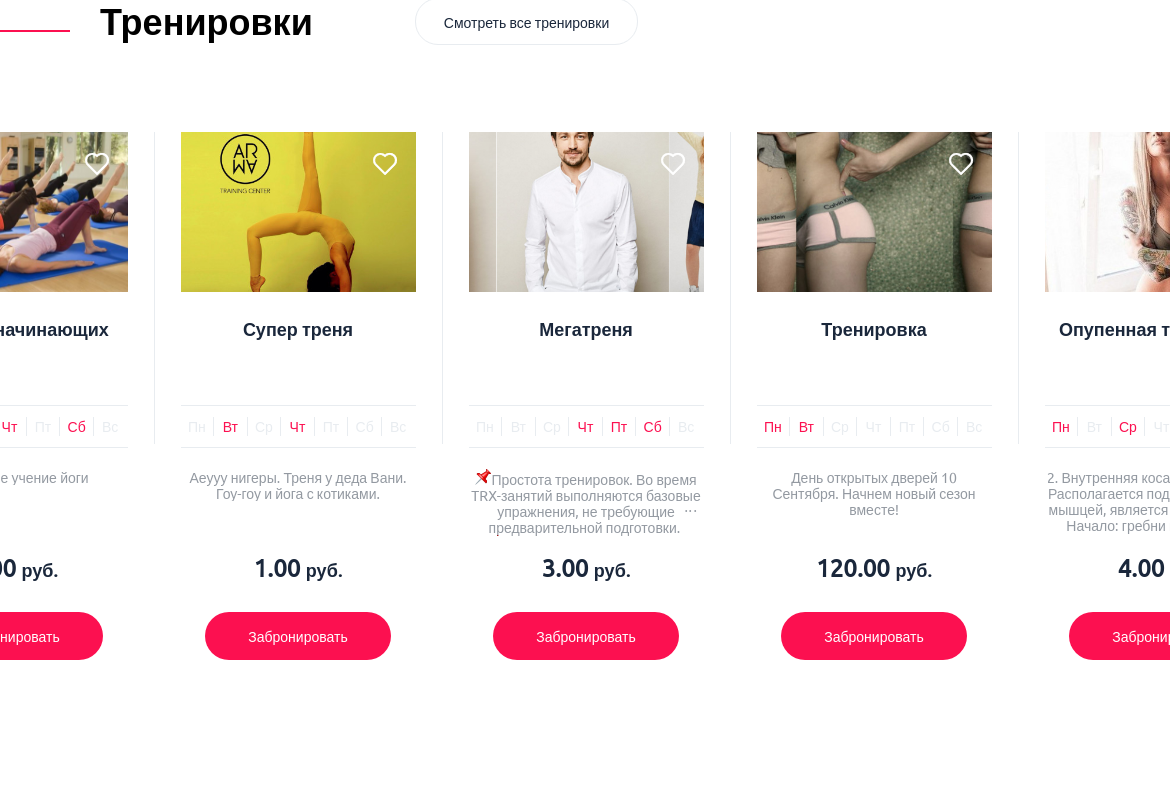 Тренировки
Смотреть все тренировки
ARMA
TRAINING CENTER
Calvin Klein
Calvin Klein
начинающих
Супер треня
Мегатреня
Тренировка
Опупенная т
Чт Пт Сб Вс
Пн Вт Ср Чт Пт Сб Вс
Пн Вт Ср Чт Пт Сб Вс
Пн Вт Ср Чт Пт Сб Вс
Пн Вт Ср Чт
е учение йоги
Аеууу нигеры. Треня у деда Вани.
Гоу-гоу и йога с котиками.
Простота тренировок. Во время
TRX-занятий выполняются базовые
упражнения, не требующие ...
предварительной подготовки.
День открытых дверей 10
Сентября. Начнем новый сезон
вместе!
2. Внутренняя коса
Располагается под
мышцей, является
Начало: гребни
00 руб.
1.00 руб.
3.00 руб.
120.00 руб.
4.00
нировать
Забронировать
Забронировать
Забронировать
Заброни